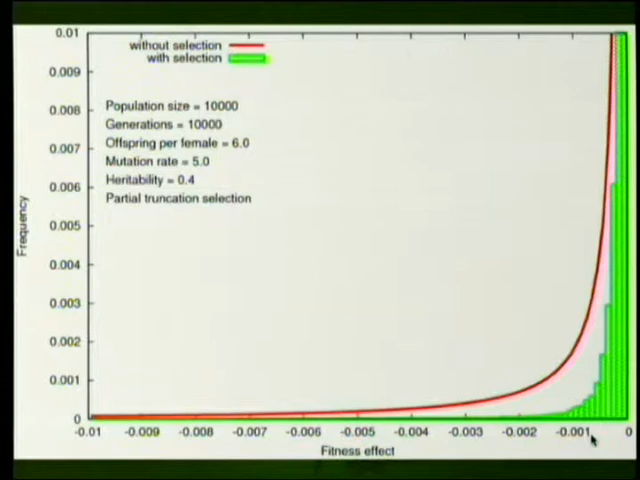 without selection
with selection
Population size = 10000
Generations = 10000
Offspring per female = 6.0
Mutation rate = 5.0
Heritability = 0.4
Partial truncation selection
Frequency
0.01
0.009
0.008
0.007
0.006
0.005
0.004
0.003
0.002
0.001
0
-0.01 -0.009 -0.008 -0.007 -0.006 -0.005 -0.004 -0.003 -0.002 -0.001 0
Fitness effect